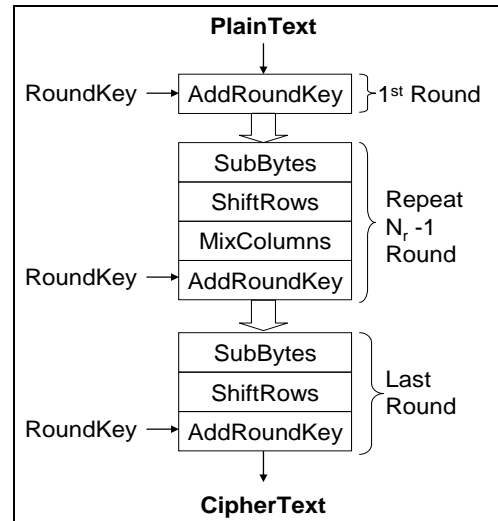 PlainText
RoundKey
AddRoundKey
1st Round
SubBytes
ShiftRows
MixColumns
RoundKey
AddRoundKey
Repeat
Nr -1
Round
SubBytes
ShiftRows
RoundKey
AddRoundKey
Last
Round
CipherText